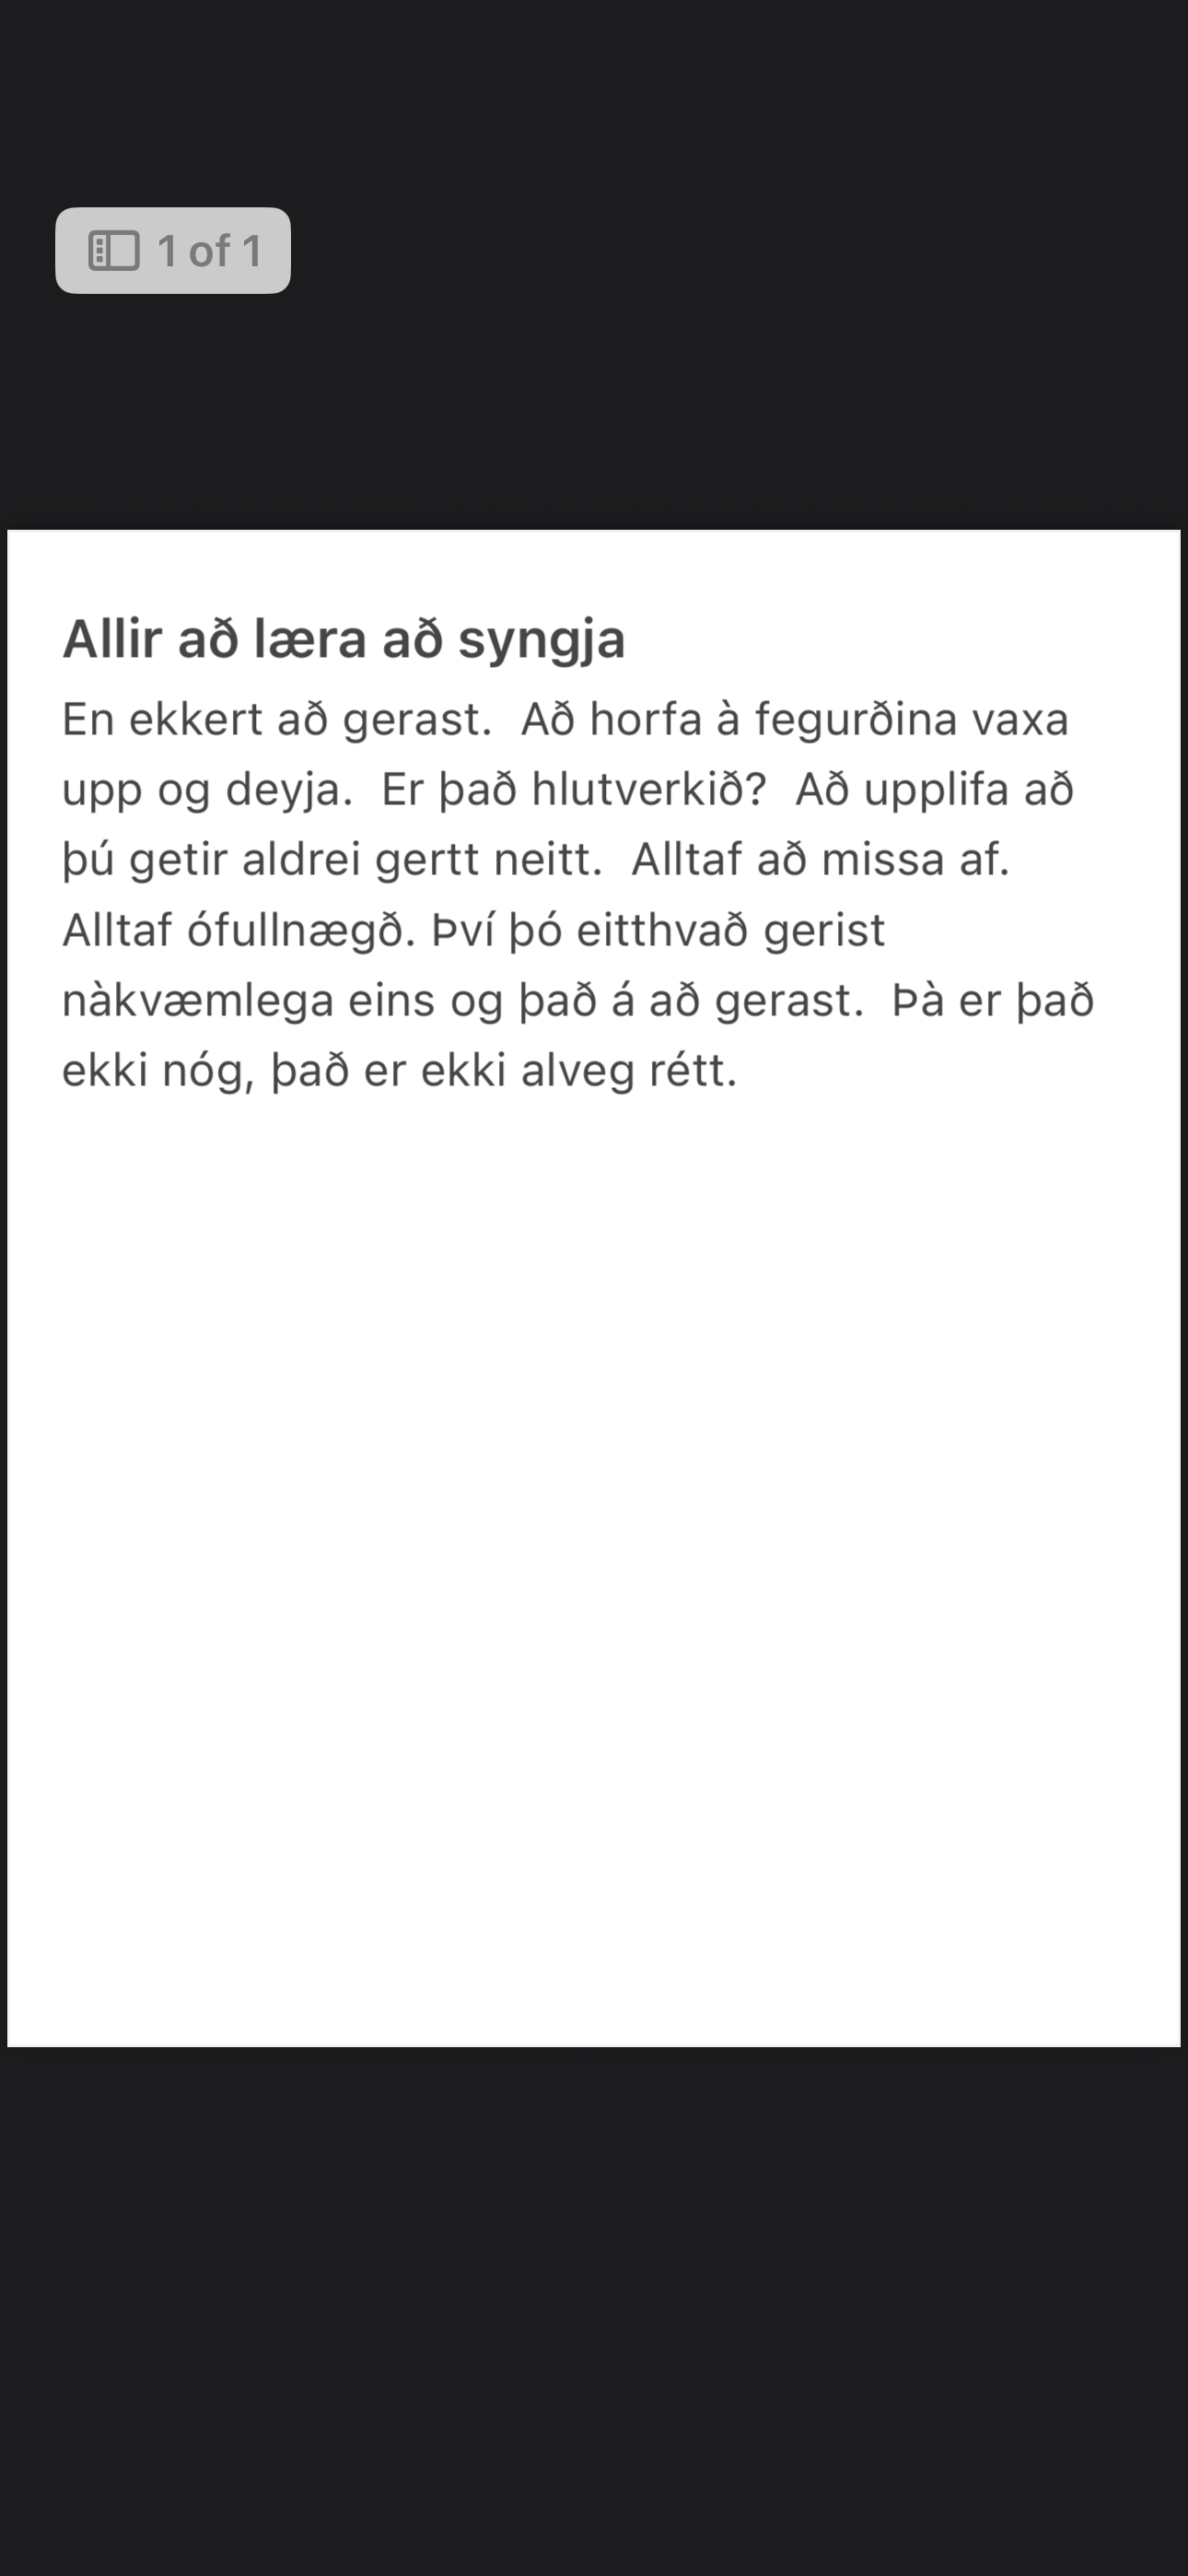 1 of 1
Allir að læra að syngja
En ekkert að gerast.  Að horfa à fegurðina vaxa
upp og deyja.  Er það hlutverkið?  Að upplifa að
þú getir aldrei gertt neitt.  Alltaf að missa af.
Alltaf ófullnægð. Því þó eitthvað gerist
nàkvæmlega eins og það á að gerast.  Þà er það
ekki nóg, það er ekki alveg rétt.